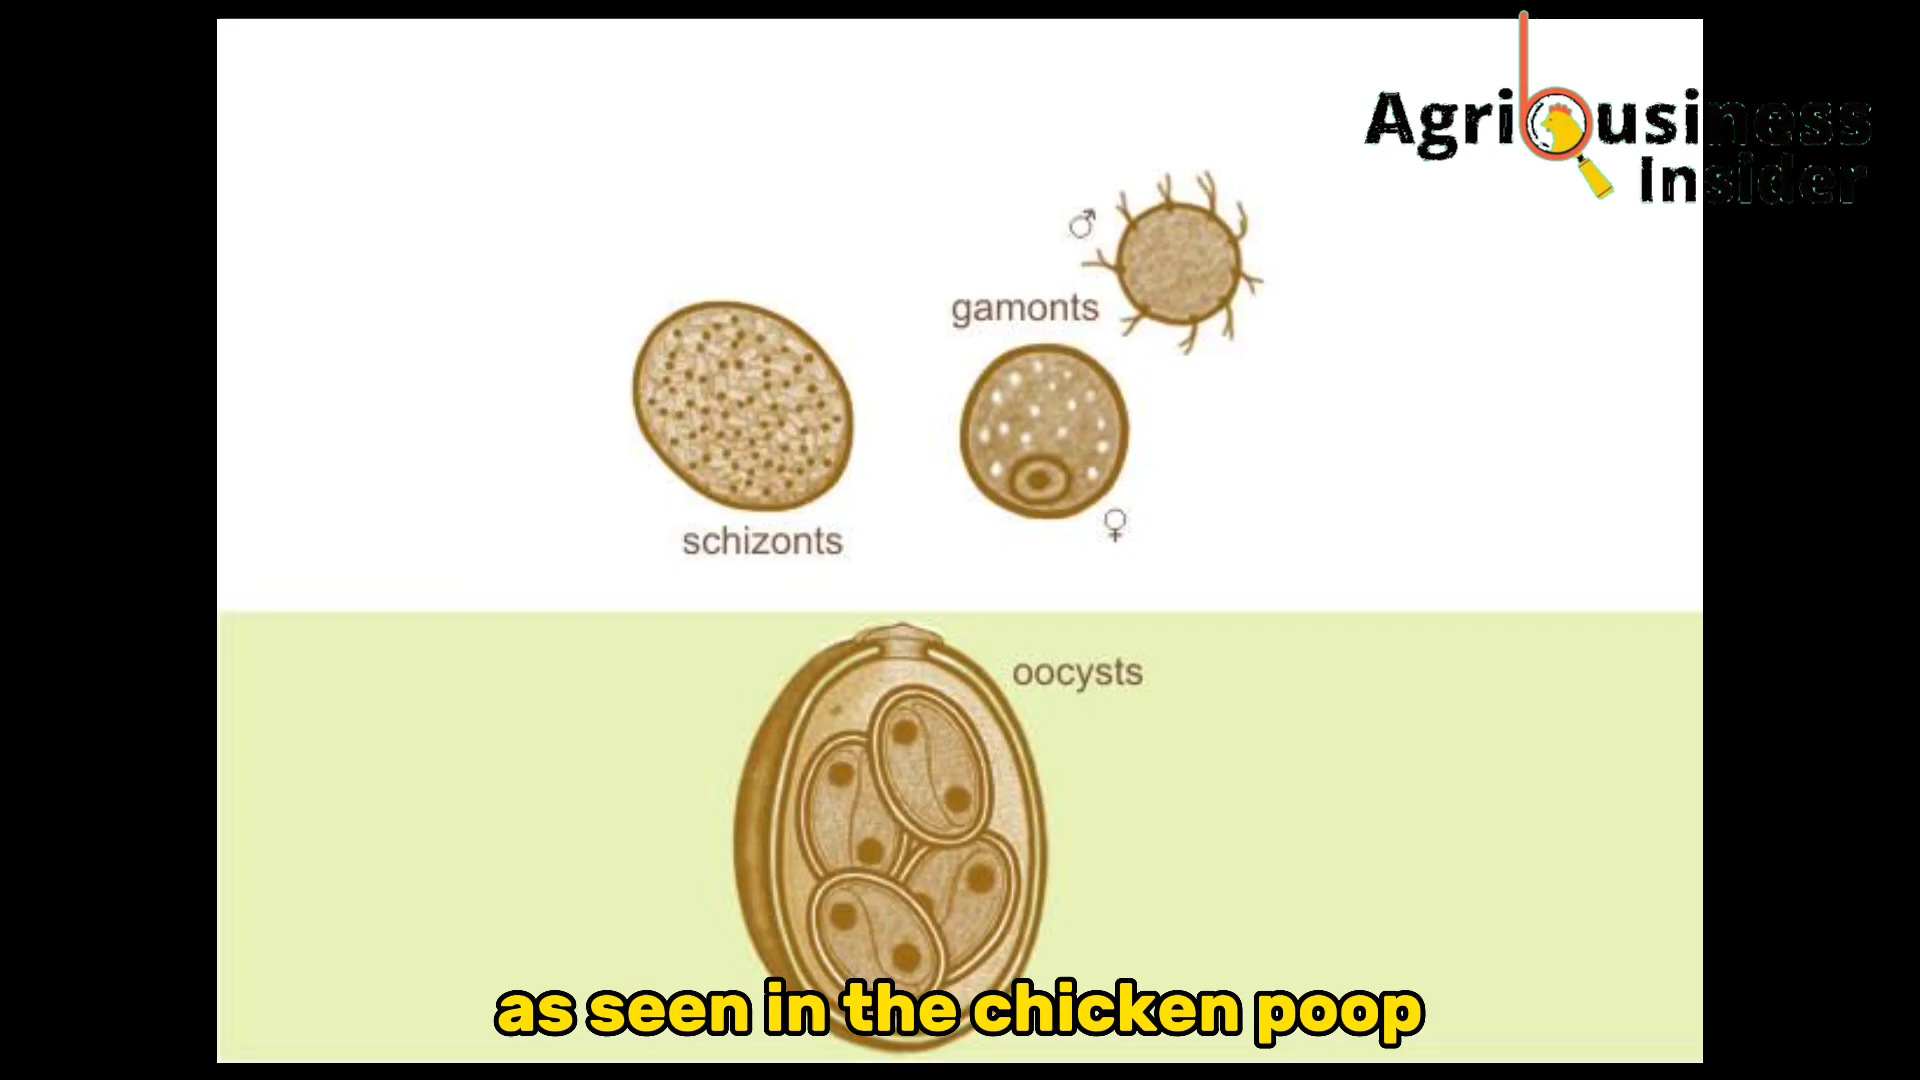 Agribusiness
Insider
♂
gamonts
schizonts
♀
oocysts
as seen in the chicken poop